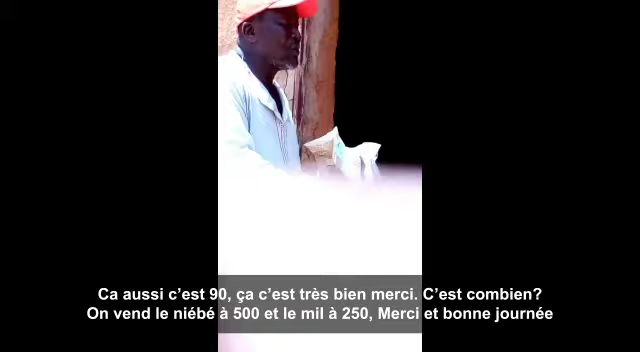 Ca aussi c’est 90, ça c’est très bien merci. C’est combien?
On vend le niébé à 500 et le mil à 250, Merci et bonne journée